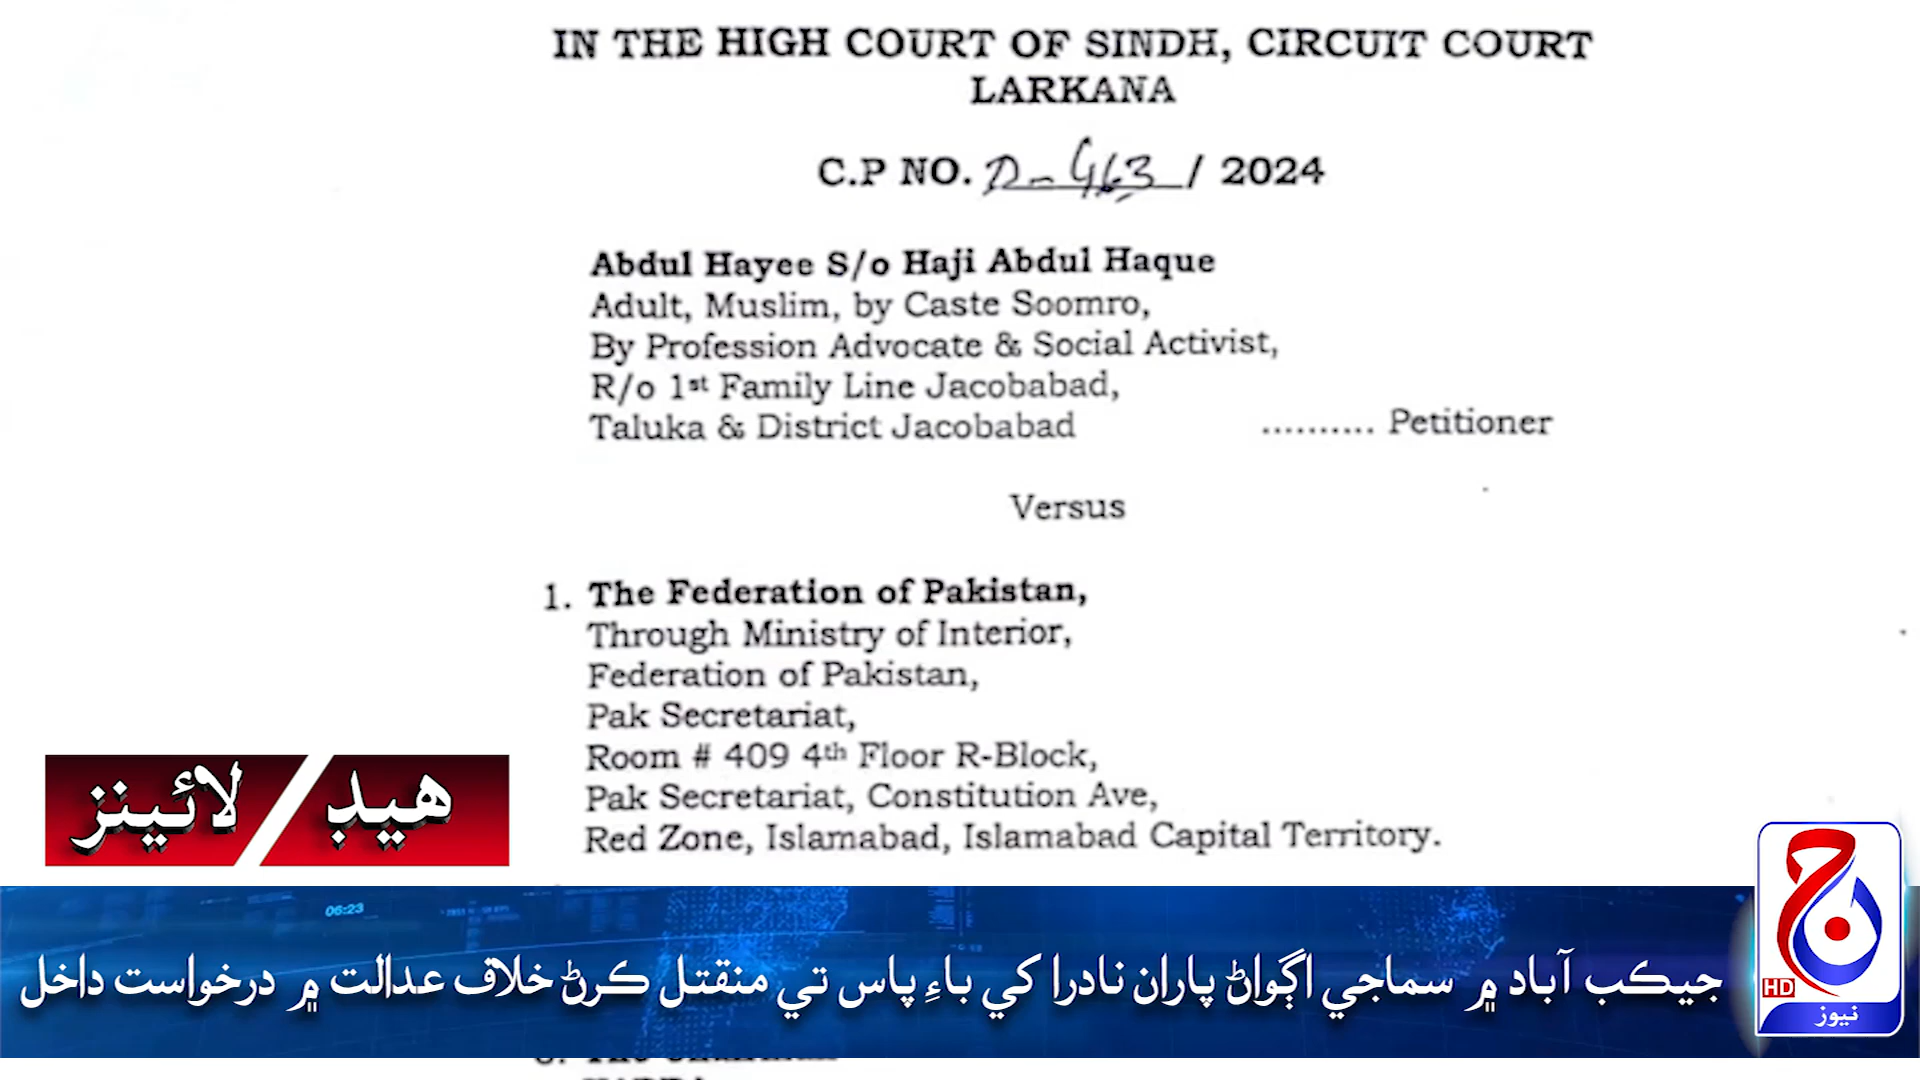 IN THE HIGH COURT OF SINDH, CIRCUIT COURT
LARKANA
C.P NO. D-463 / 2024
Abdul Hayee S/o Haji Abdul Haque
Adult, Muslim, by Caste Soomro,
By Profession Advocate & Social Activist,
R/o 1st Family Line Jacobabad,
Taluka & District Jacobabad .......... Petitioner
Versus
1. The Federation of Pakistan,
Through Ministry of Interior,
Federation of Pakistan,
Pak Secretariat,
Room # 409 4th Floor R-Block,
Pak Secretariat, Constitution Ave,
Red Zone, Islamabad, Islamabad Capital Territory.
هيڊ/لائينز
06:23
جيڪب آباد ۾ سماجي اڳواڻ پاران نادرا کي باءِ پاس تي منقتل ڪرڻ خلاف عدالت ۾ درخواست داخل
HD
نيوز